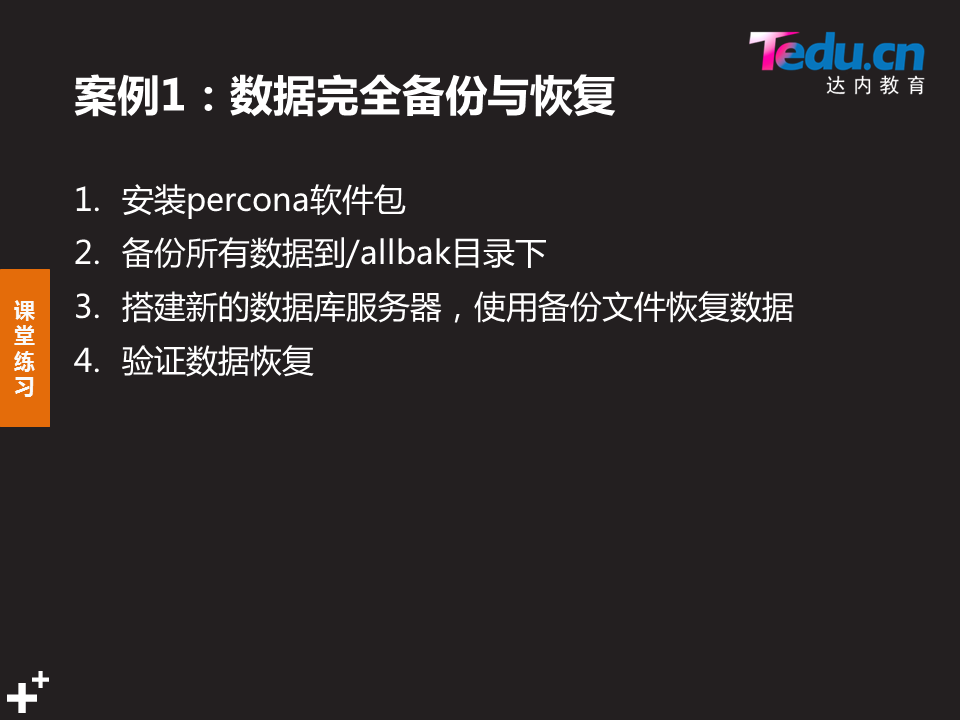 Tedu.cn
达内教育
案例1：数据完全备份与恢复
1. 安装percona软件包
2. 备份所有数据到/allbak目录下
3. 搭建新的数据库服务器，使用备份文件恢复数据
4. 验证数据恢复
课
堂
练
习